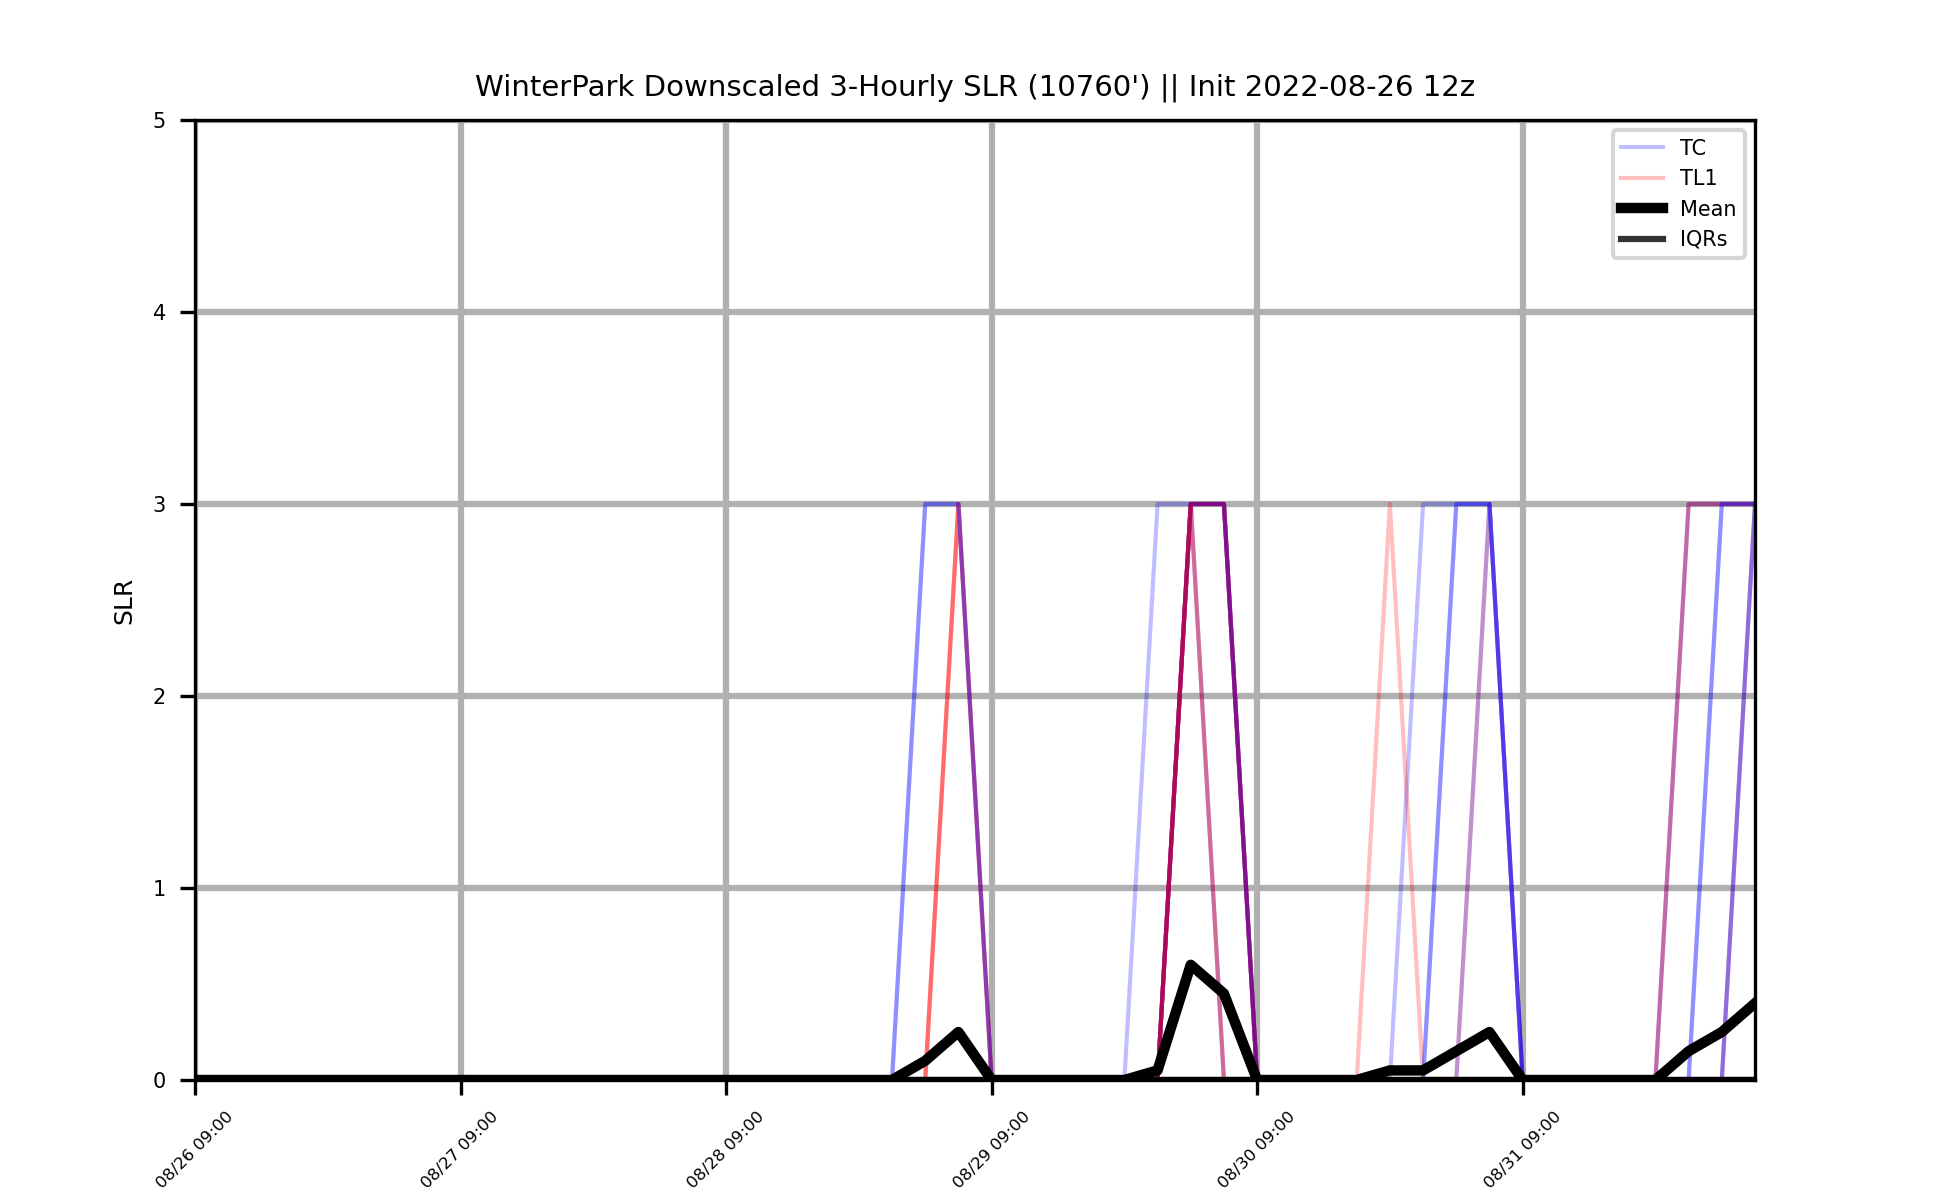 WinterPark Downscaled 3-Hourly SLR (10760') || Init 2022-08-26 12z
5
4
3
2
1
0
SLR
TC
TL1
Mean
IQRs
08/26 09:00
08/27 09:00
08/28 09:00
08/29 09:00
08/30 09:00
08/31 09:00